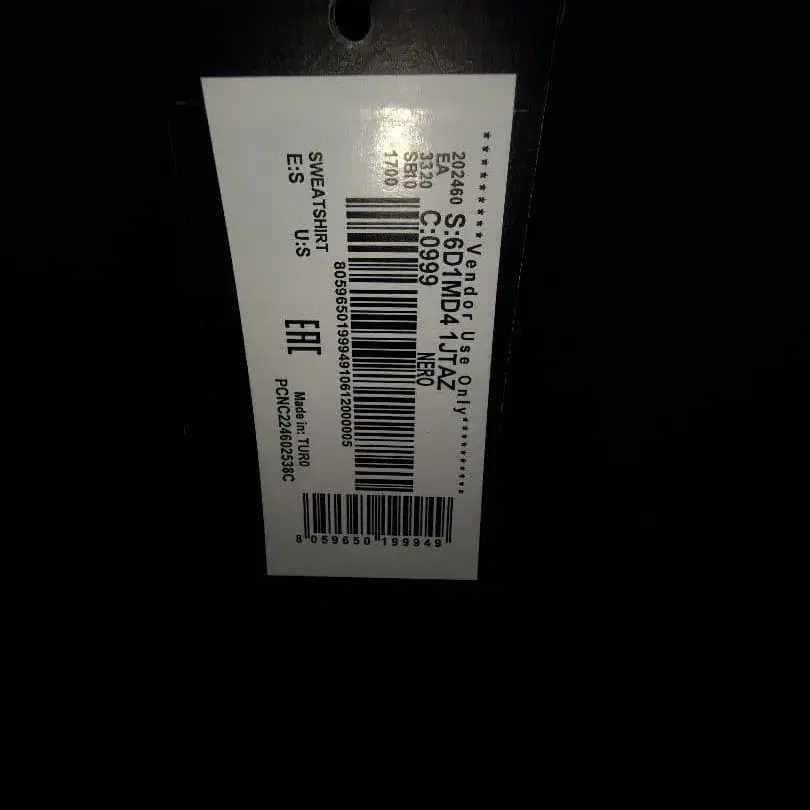 ***********Vendor Use Only***********
202460 S:6D1MD4 1JTAZ
EA
3320 C:0999 NERO
SB10
1700
805965019994910612000005
SWEATSHIRT
E:S U:S
EAC
Made in: TUR0
PCNC224602538C
8 059650 199949